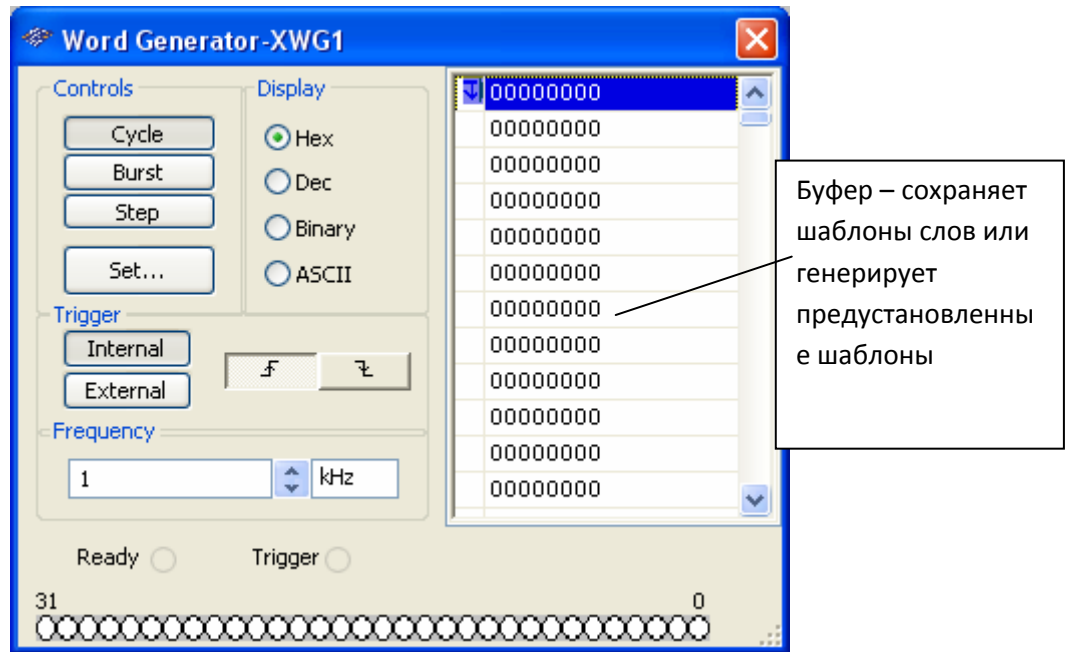 Word Generator-XWG1
Controls
Cycle
Burst
Step
Set...
Display
Hex
Dec
Binary
ASCII
Trigger
Internal
External
Frequency
1
kHz
00000000
00000000
00000000
00000000
00000000
00000000
00000000
00000000
00000000
00000000
00000000
00000000
Ready
Trigger
31
0
Буфер – сохраняет
шаблоны слов или
генерирует
предустановленны
е шаблоны